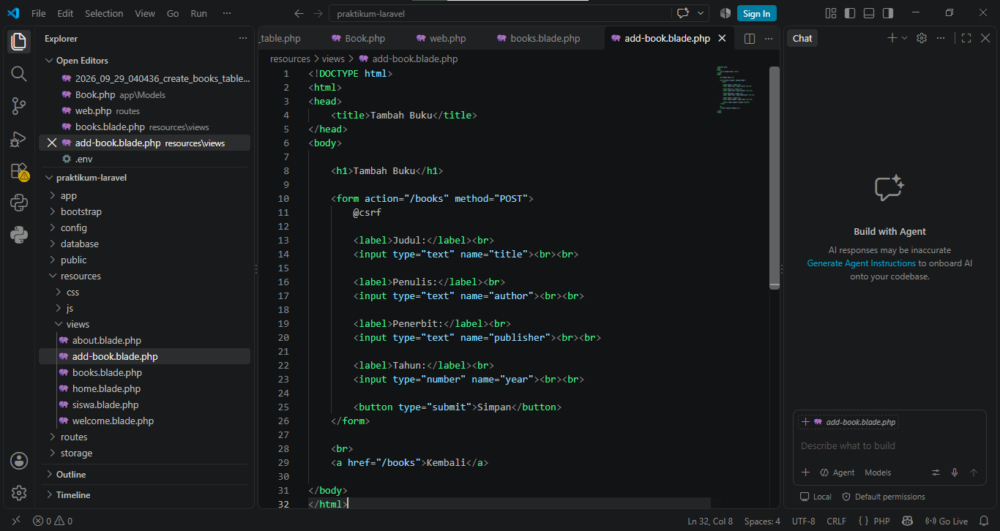 File Edit Selection View Go Run ··· praktikum-laravel Sign In
Explorer ···
Open Editors
2026_09_29_040436_create_books_table...
Book.php app\Models
web.php routes
books.blade.php resources\views
add-book.blade.php resources\views
.env
praktikum-laravel
app
bootstrap
config
database
public
resources
css
js
views
about.blade.php
add-book.blade.php
books.blade.php
home.blade.php
siswa.blade.php
welcome.blade.php
routes
storage
Outline
Timeline
_table.php Book.php web.php books.blade.php add-book.blade.php
resources > views > add-book.blade.php
1 <!DOCTYPE html>
2 <html>
3 <head>
4 <title>Tambah Buku</title>
5 </head>
6 <body>
7
8 <h1>Tambah Buku</h1>
9
10 <form action="/books" method="POST">
11 @csrf
12
13 <label>Judul:</label><br>
14 <input type="text" name="title"><br><br>
15
16 <label>Penulis:</label><br>
17 <input type="text" name="author"><br><br>
18
19 <label>Penerbit:</label><br>
20 <input type="text" name="publisher"><br><br>
21
22 <label>Tahun:</label><br>
23 <input type="number" name="year"><br><br>
24
25 <button type="submit">Simpan</button>
26 </form>
27
28 <br>
29 <a href="/books">Kembali</a>
30
31 </body>
32 </html>
Chat
Build with Agent
AI responses may be inaccurate
Generate Agent Instructions to onboard AI
onto your codebase.
add-book.blade.php
Describe what to build
Agent Models
Local Default permissions
0 0 Ln 32, Col 8 Spaces: 4 UTF-8 CRLF { } PHP Go Live